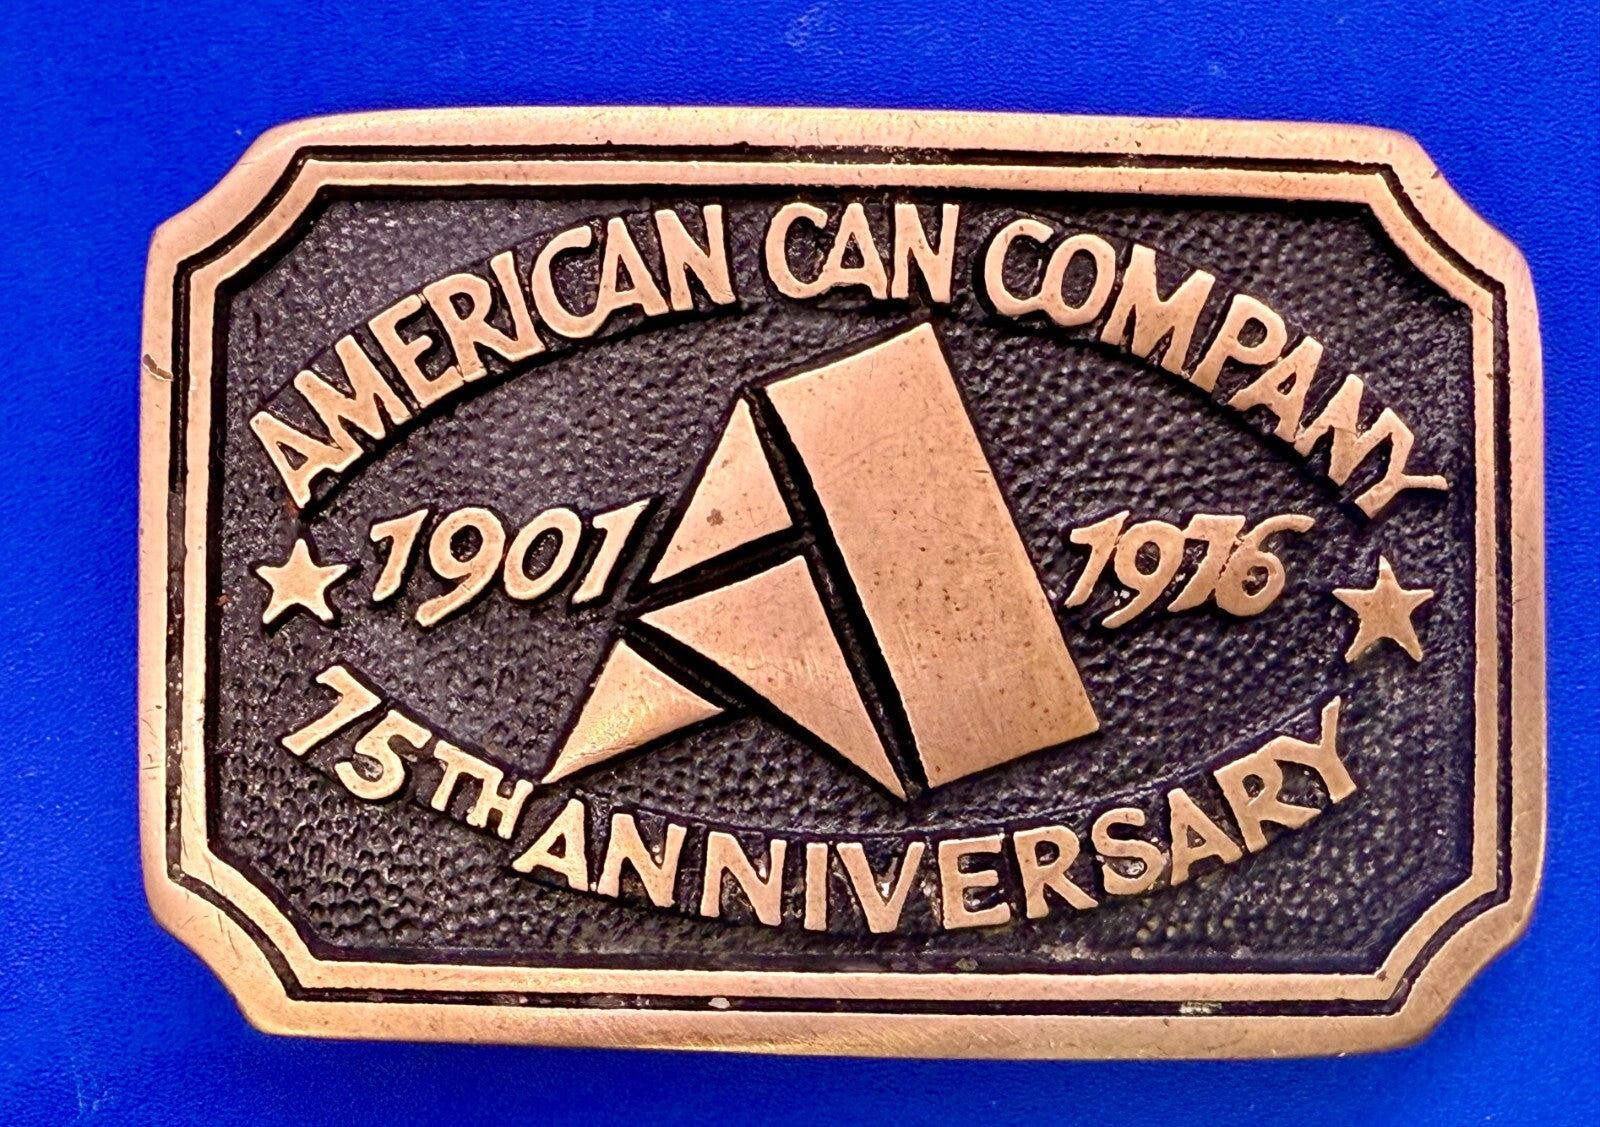 AMERICAN CAN COMPANY
1901 1976
75TH ANNIVERSARY